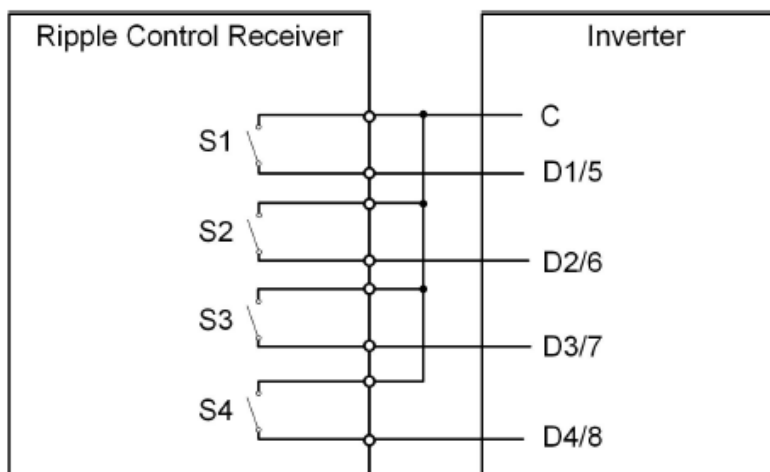 Ripple Control Receiver
Inverter
C
S1
D1/5
S2
D2/6
S3
D3/7
S4
D4/8